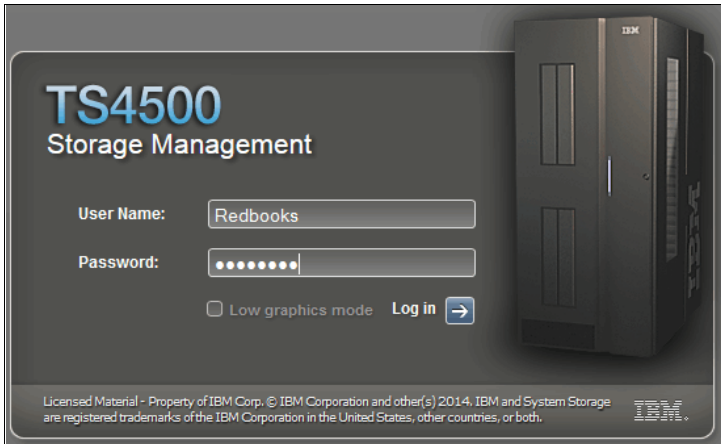 IBM
TS4500
Storage Management
IBM
User Name: Redbooks
Password: ●●●●●●●●
Low graphics mode Log in
Licensed Material - Property of IBM Corp. © IBM Corporation and other(s) 2014. IBM and System Storage
are registered trademarks of the IBM Corporation in the United States, other countries, or both.
IBM.